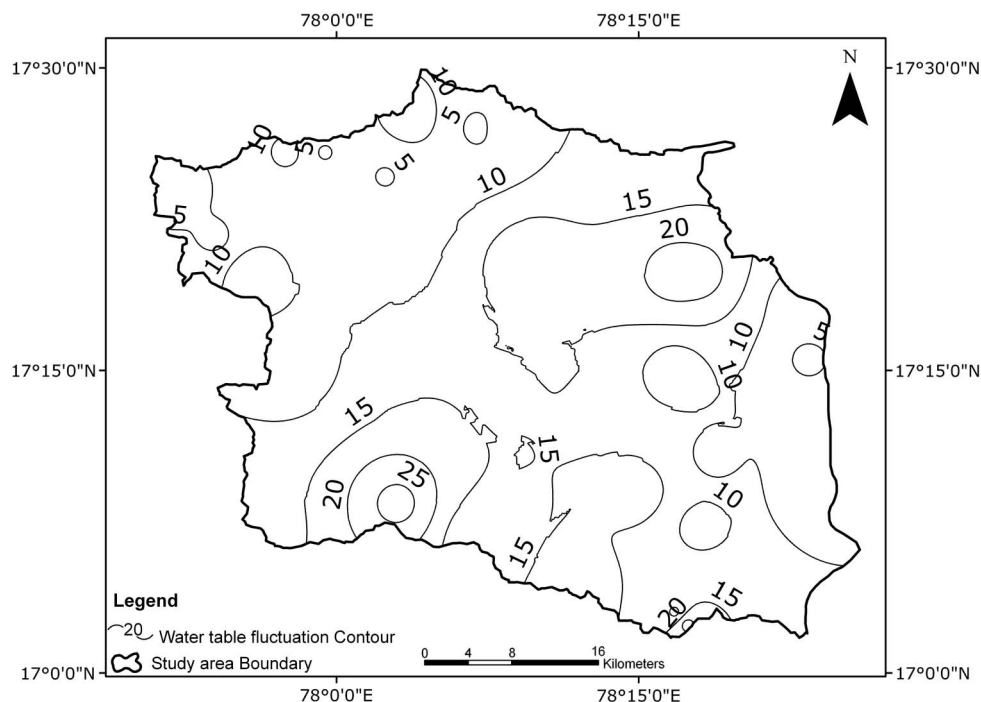 78°0'0"E 78°15'0"E
17°30'0"N 17°30'0"N
N
10
5
10
5
5
10
5
15
20
10
10
5
17°15'0"N 17°15'0"N
10
15
15
25
20
10
15
15
20
Legend
20 Water table fluctuation Contour
Study area Boundary
0 4 8 16
Kilometers
17°0'0"N 17°0'0"N
78°0'0"E 78°15'0"E